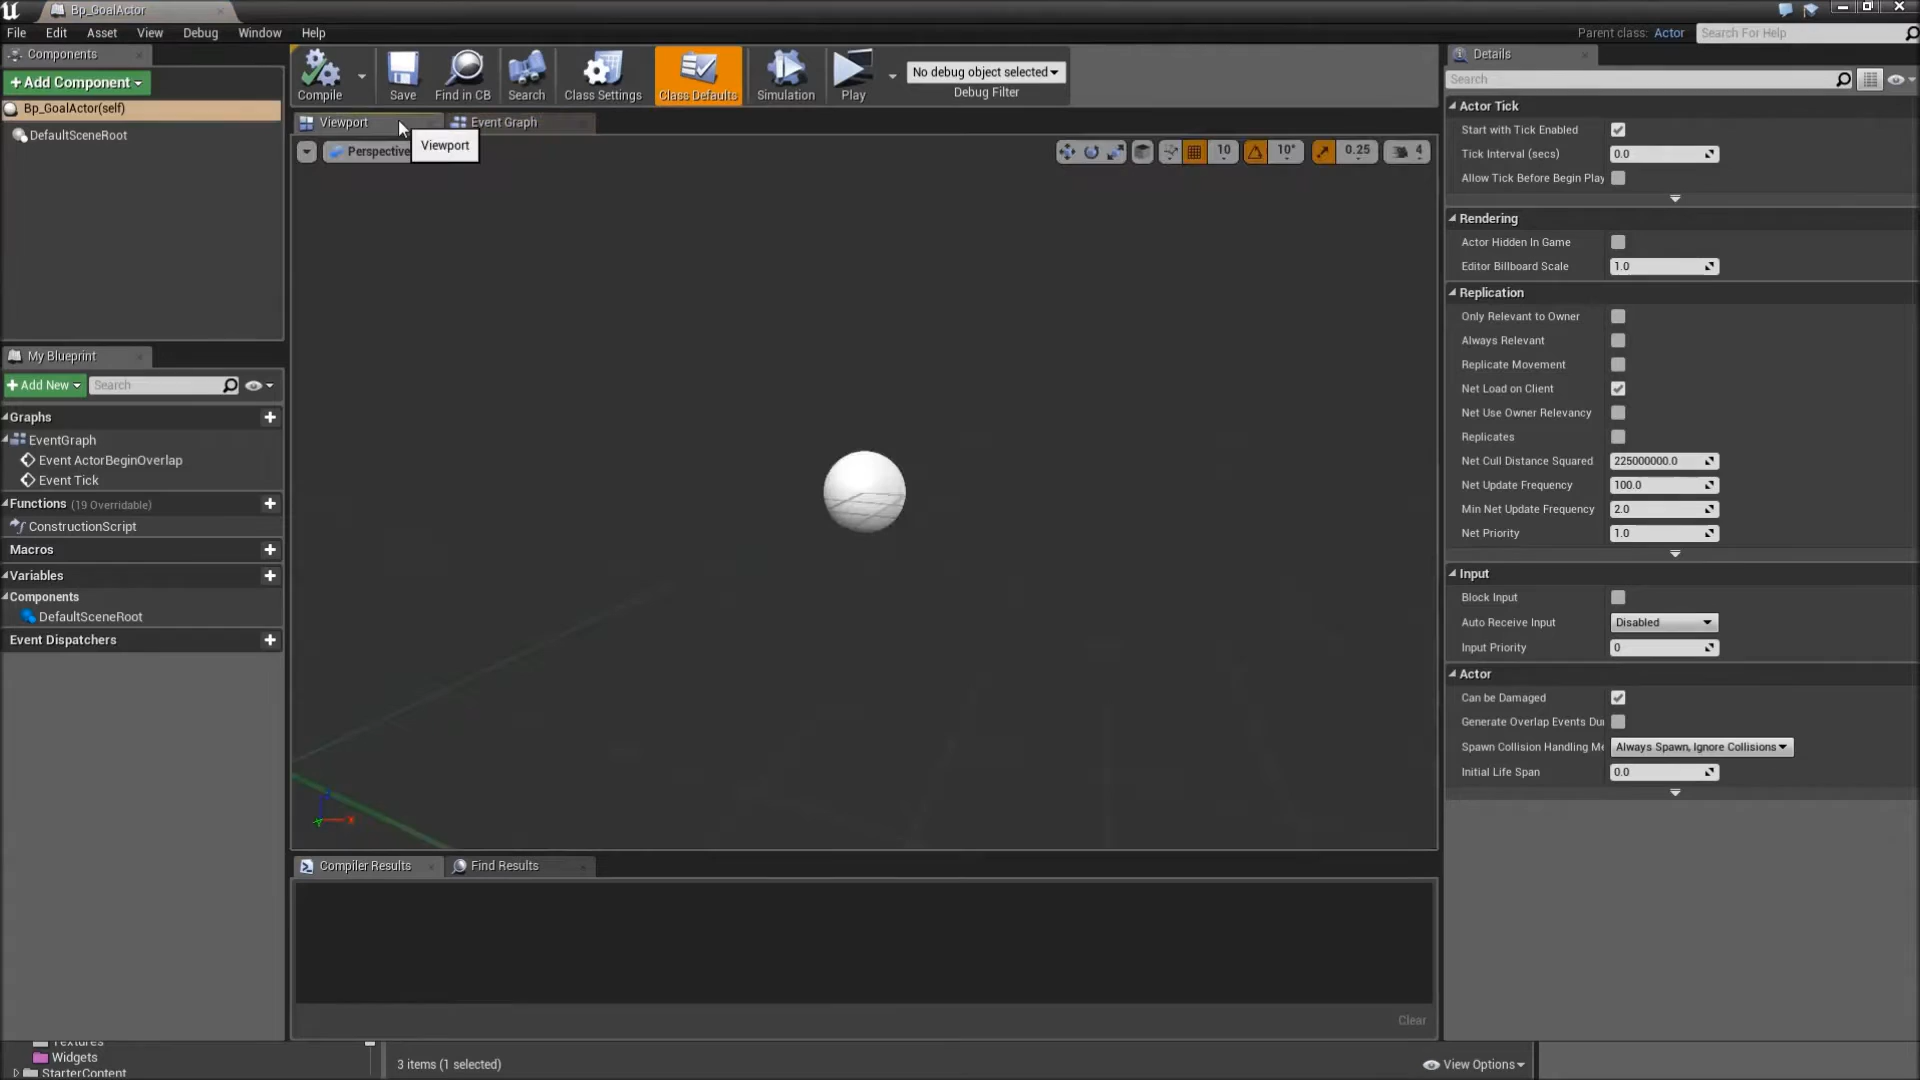 Bp_GoalActor
File Edit Asset View Debug Window Help
Parent class: Actor
Search For Help
Components
+Add Component
Bp_GoalActor(self)
DefaultSceneRoot
Compile Save Find in CB Search Class Settings Class Defaults Simulation Play
No debug object selected
Debug Filter
Viewport
Event Graph
Viewport
Perspective
10
10°
0.25
4
My Blueprint
+Add New
Search
Graphs
EventGraph
Event ActorBeginOverlap
Event Tick
Functions (19 Overridable)
ConstructionScript
Macros
Variables
Components
DefaultSceneRoot
Event Dispatchers
Details
Search
Actor Tick
Start with Tick Enabled
Tick Interval (secs) 0.0
Allow Tick Before Begin Play
Rendering
Actor Hidden In Game
Editor Billboard Scale 1.0
Replication
Only Relevant to Owner
Always Relevant
Replicate Movement
Net Load on Client
Net Use Owner Relevancy
Replicates
Net Cull Distance Squared 225000000.0
Net Update Frequency 100.0
Min Net Update Frequency 2.0
Net Priority 1.0
Input
Block Input
Auto Receive Input Disabled
Input Priority 0
Actor
Can be Damaged
Generate Overlap Events Du
Spawn Collision Handling Me Always Spawn, Ignore Collisions
Initial Life Span 0.0
Compiler Results
Find Results
Clear
Textures
Widgets
StarterContent
3 items (1 selected)
View Options